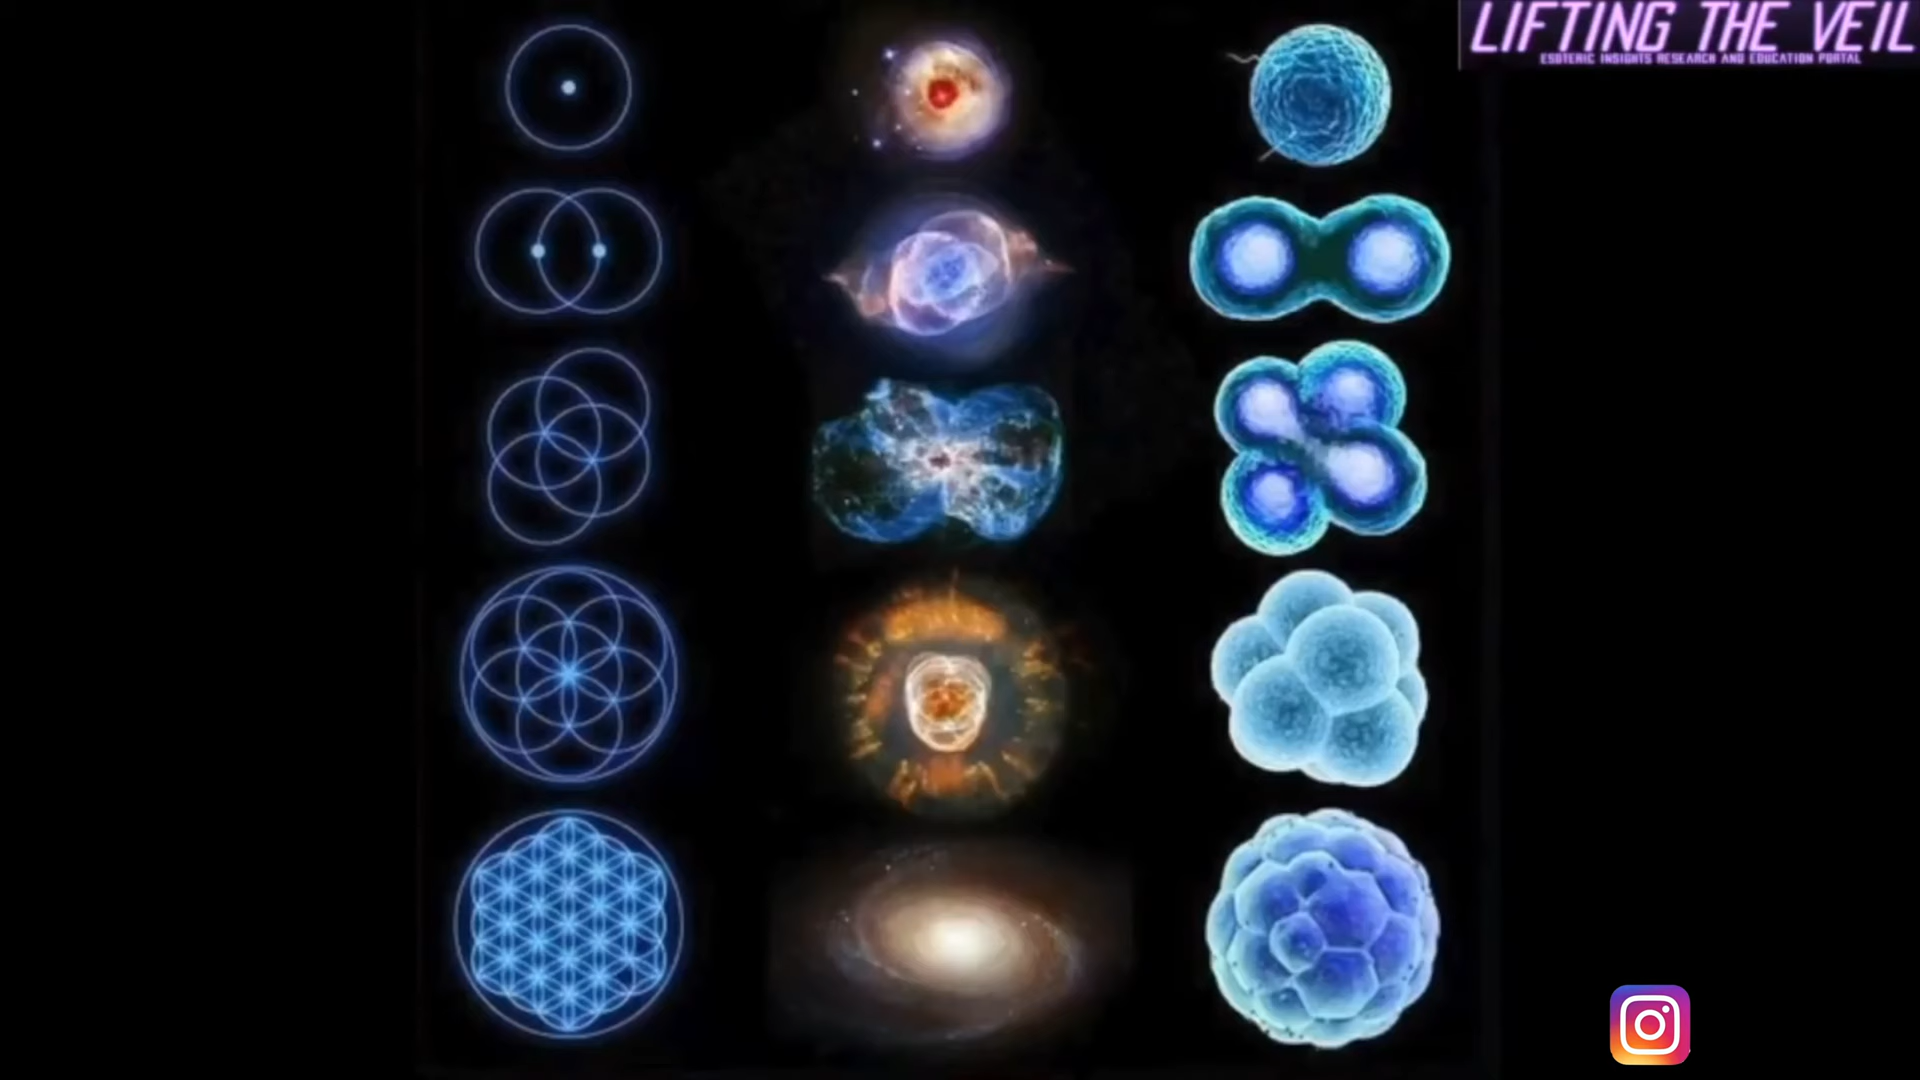 LIFTING THE VEIL
ESOTERIC INSIGHTS RESEARCH AND EDUCATION PORTAL